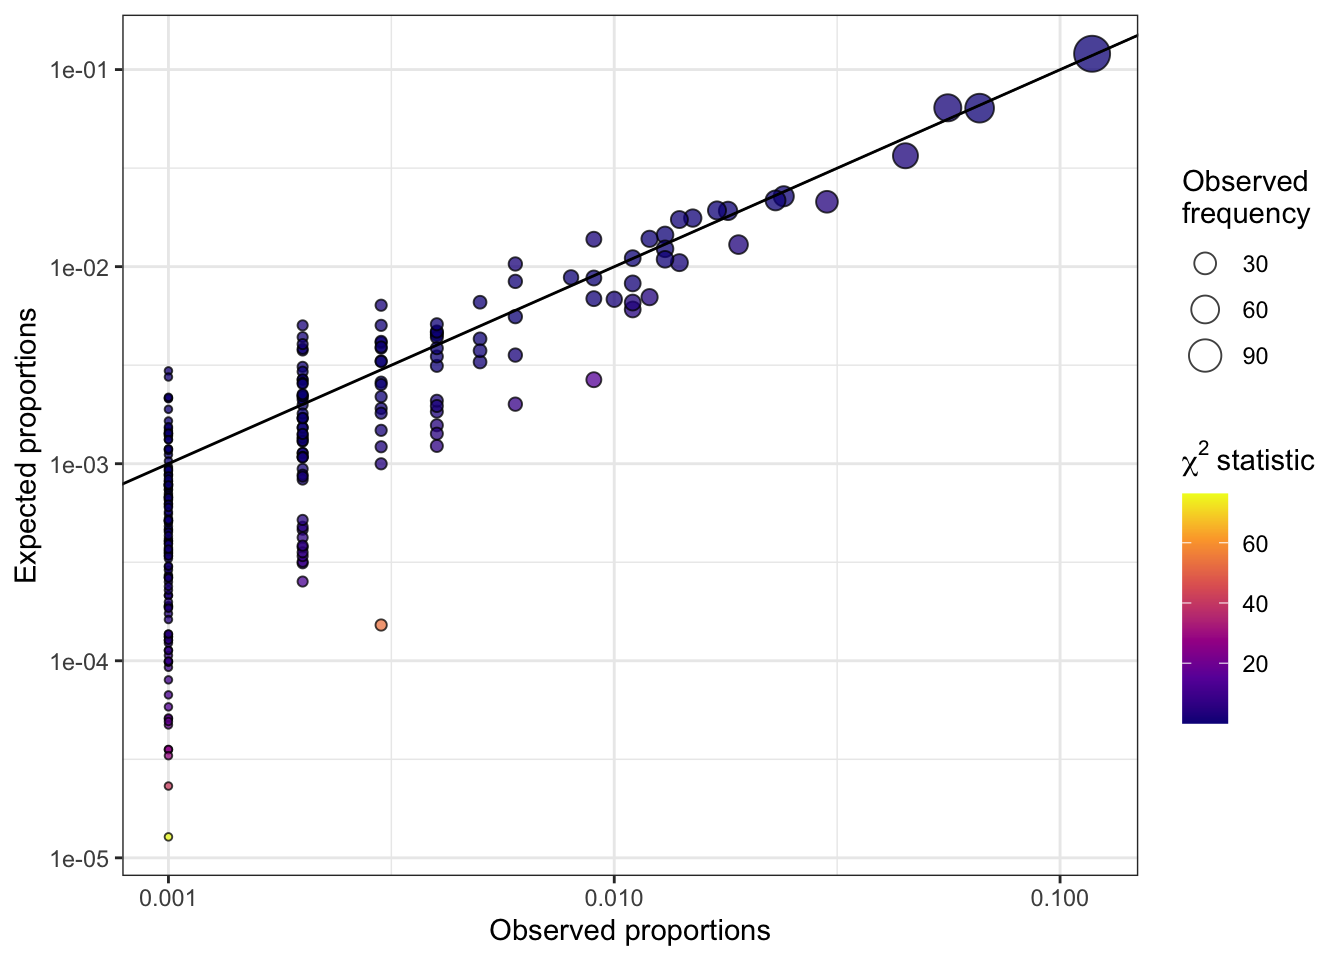 1e-01
1e-02
1e-03
1e-04
1e-05
Expected proportions
0.001
0.010
0.100
Observed proportions
Observed
frequency
30
60
90
χ² statistic
60
40
20